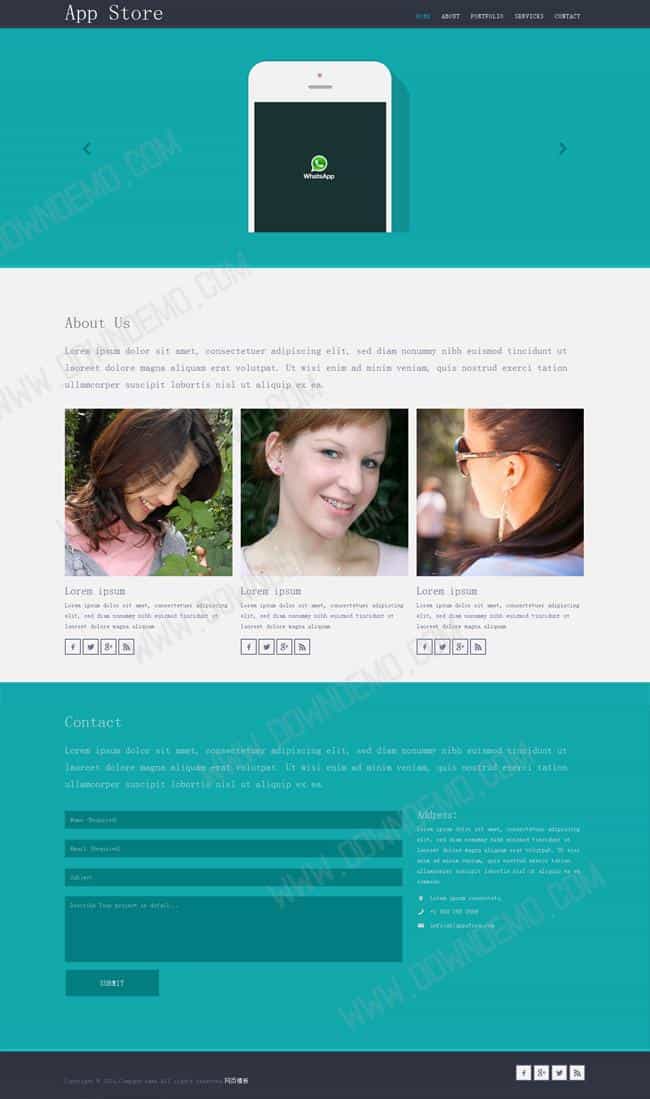 App Store
HOME ABOUT PORTFOLIO SERVICES CONTACT
WhatsApp
About Us
Lorem ipsum dolor sit amet, consectetuer adipiscing elit, sed diam nonummy nibh euismod tincidunt ut
laoreet dolore magna aliquam erat volutpat. Ut wisi enim ad minim veniam, quis nostrud exerci tation
ullamcorper suscipit lobortis nisl ut aliquip ex ea.
Lorem ipsum
Lorem ipsum dolor sit amet, consectetuer adipiscing
elit, sed diam nonummy nibh euismod tincidunt ut
laoreet dolore magna aliquam
Lorem ipsum
Lorem ipsum dolor sit amet, consectetuer adipiscing
elit, sed diam nonummy nibh euismod tincidunt ut
laoreet dolore magna aliquam
Lorem ipsum
Lorem ipsum dolor sit amet, consectetuer adipiscing
elit, sed diam nonummy nibh euismod tincidunt ut
laoreet dolore magna aliquam
Contact
Lorem ipsum dolor sit amet, consectetuer adipiscing elit, sed diam nonummy nibh euismod tincidunt ut
laoreet dolore magna aliquam erat volutpat. Ut wisi enim ad minim veniam, quis nostrud exerci tation
ullamcorper suscipit lobortis nisl ut aliquip ex ea.
Name (Required)
Email (Required)
Subject
Describe Your project in detail...
SUBMIT
Addpess:
Lorem ipsum dolor sit amet, consectetuer adipiscing
elit, sed diam nonummy nibh euismod tincidunt ut
laoreet dolore magna aliquam erat volutpat. Ut wisi
enim ad minim veniam, quis nostrud exerci tation
ullamcorper suscipit lobortis nisl ut aliquip ex ea
commodo
Lorem ipsum
Copyright © 2014.Company name All rights reserved.网页模板
WWW.DOWNDEMO.COM